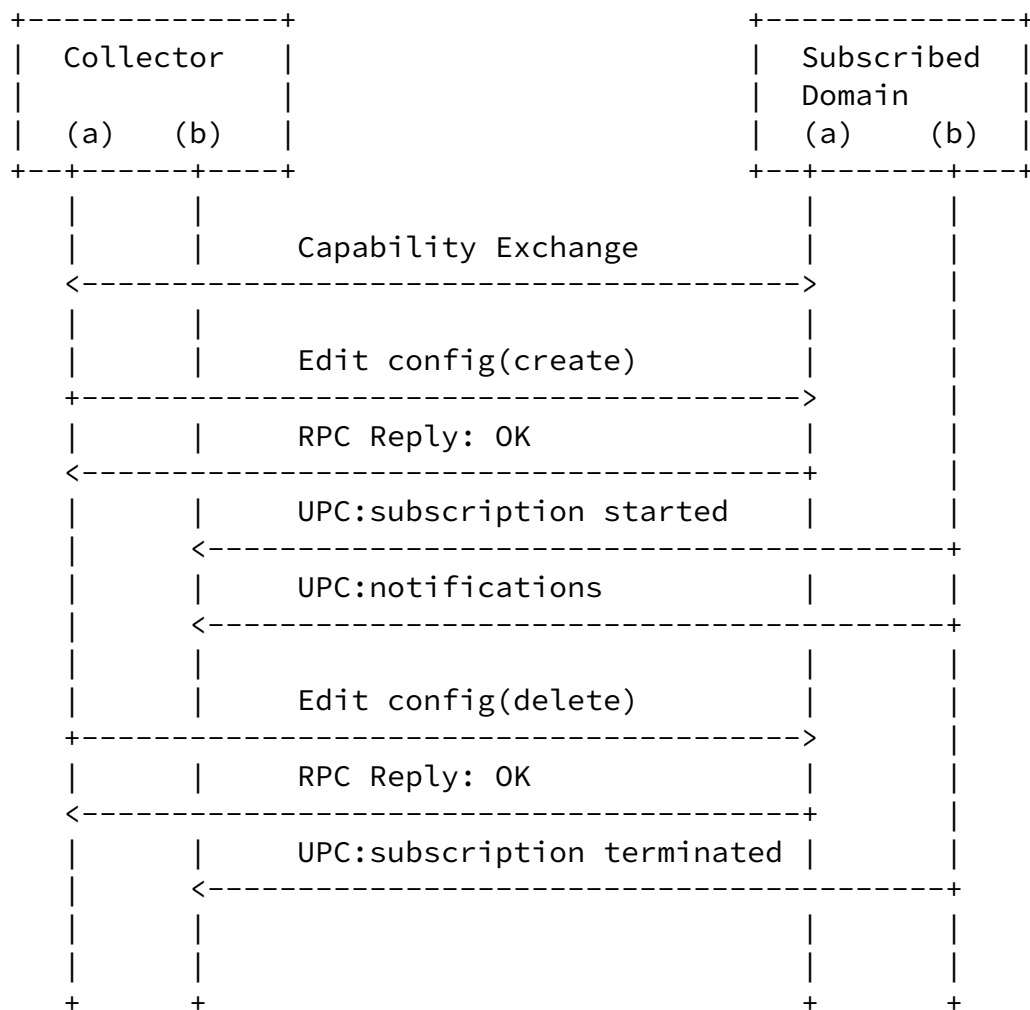 Collector Subscribed
Domain
(a) (b) (a) (b)
Capability Exchange
Edit config(create)
RPC Reply: OK
UPC:subscription started
UPC:notifications
Edit config(delete)
RPC Reply: OK
UPC:subscription terminated